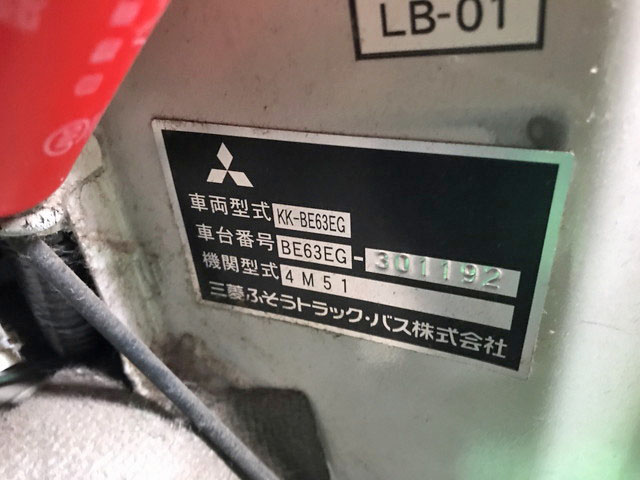 LB-01
車両型式 KK-BE63EG
車台番号 BE63EG-301192
機関型式 4M51
三菱ふそうトラック・バス株式会社